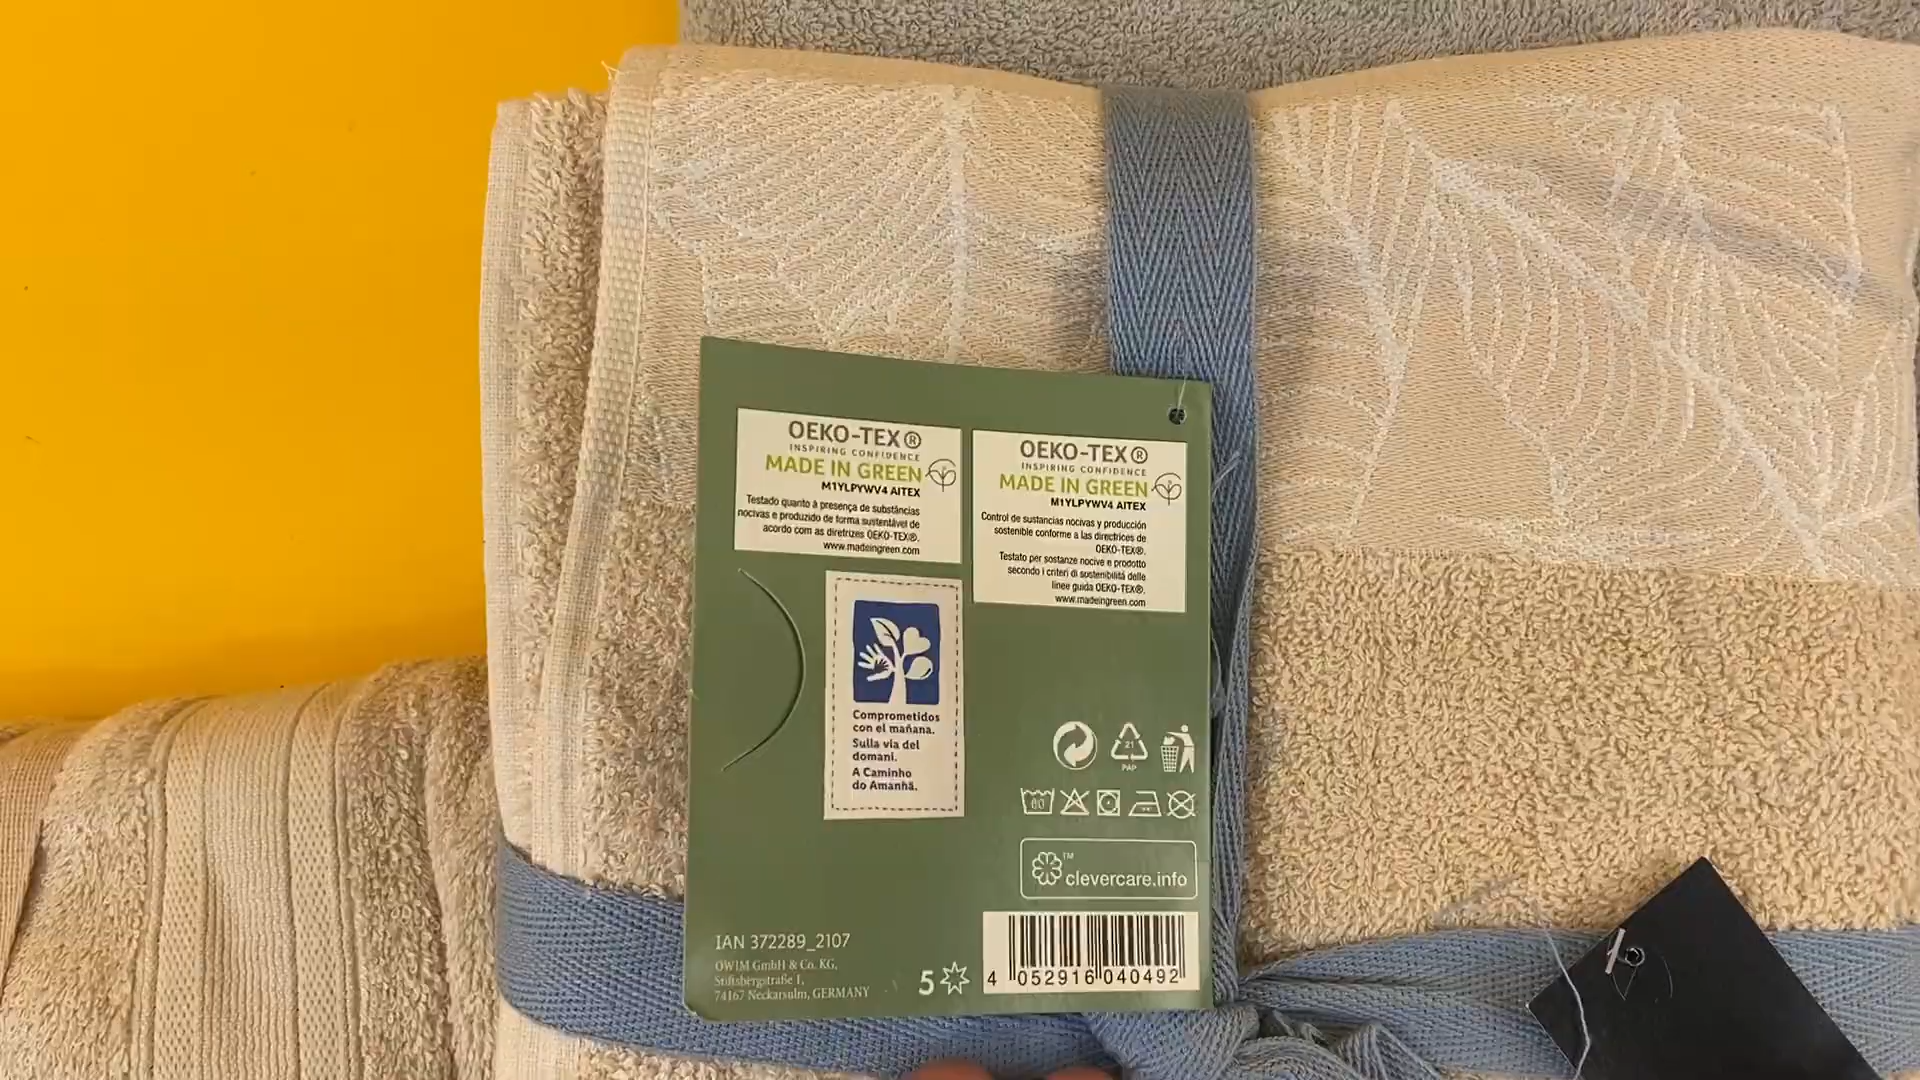 OEKO-TEX®
INSPIRING CONFIDENCE
MADE IN GREEN
M1YLPYWV4 AITEX
Testado quanto à presença de substâncias
nocivas e produzido de forma sustentável de
acordo com as diretrizes OEKO-TEX®.
www.madeingreen.com
OEKO-TEX®
INSPIRING CONFIDENCE
MADE IN GREEN
M1YLPYWV4 AITEX
Control de sustancias nocivas y producción
sostenible conforme a las directrices de
OEKO-TEX®.
Testato per sostanze nocive e prodotto
secondo i criteri di sostenibilità delle
linee guida OEKO-TEX®.
www.madeingreen.com
Comprometidos
con el mañana.
Sulla via del
domani.
A Caminho
do Amanhã.
21
PAP
60
™
clevercare.info
IAN 372289_2107
OWIM GmbH & Co. KG,
Stiftsbergstraße 1,
74167 Neckarsulm, GERMANY
5
4 052916 040492